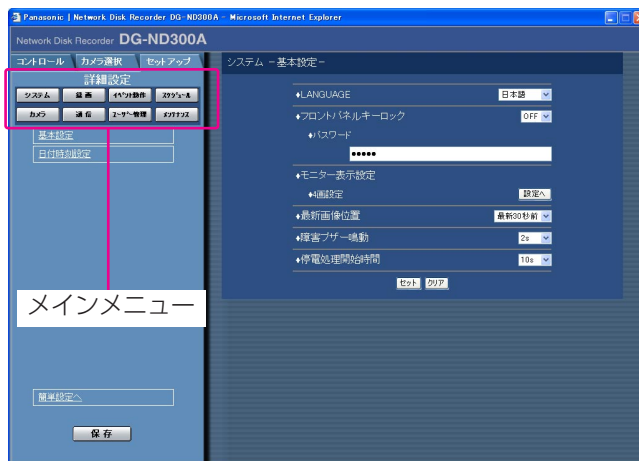 Panasonic | Network Disk Recorder DG-ND300A - Microsoft Internet Explorer
Network Disk Recorder DG-ND300A
コントロール カメラ選択 セットアップ
詳細設定
システム 録画 イベント動作 スケジュール
カメラ 通信 ユーザー管理 メンテナンス
基本設定
日付時刻設定
メインメニュー
簡単設定へ
保存
システム －基本設定－
♦LANGUAGE 日本語
♦フロントパネルキーロック OFF
♦パスワード
●●●●●
♦モニター表示設定
♦4画設定 設定へ
♦最新画像位置 最新30秒前
♦障害ブザー鳴動 2s
♦停電処理開始時間 10s
セット クリア